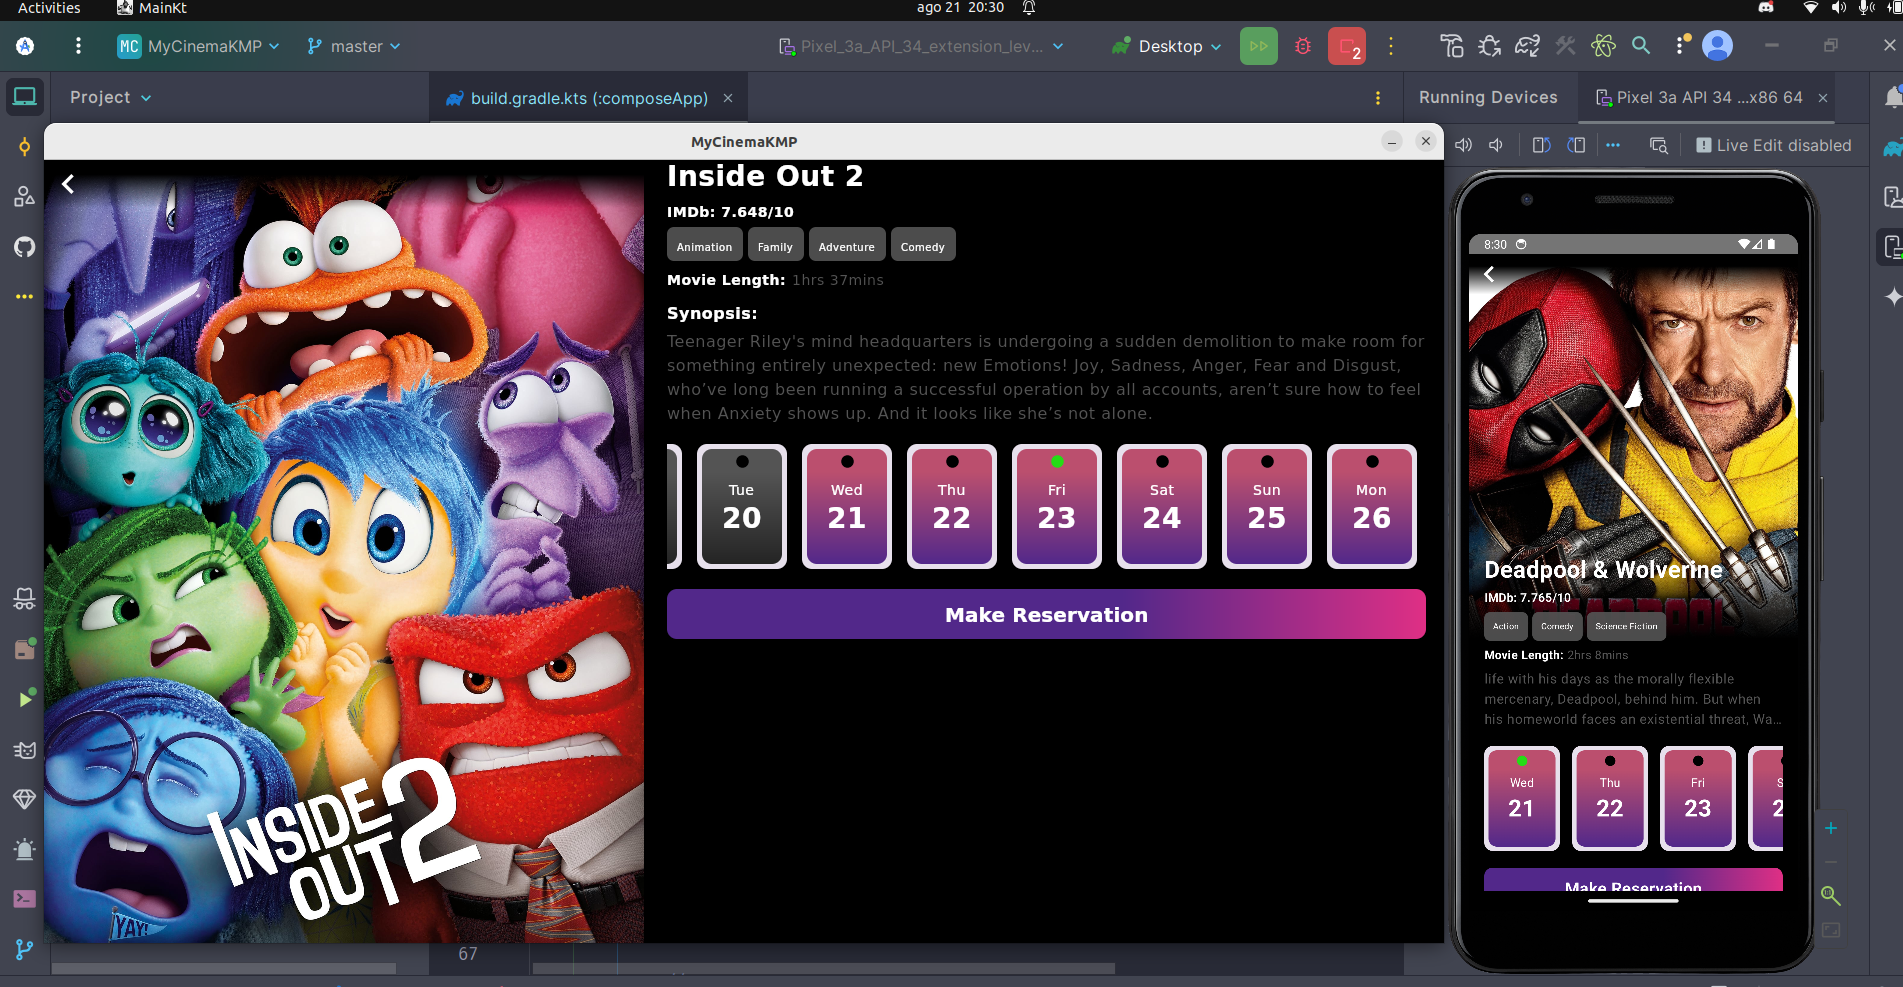 Activities MainKt ago 21 20:30
MC MyCinemaKMP master Pixel_3a_API_34_extension_lev... Desktop 2
Project build.gradle.kts (:composeApp) Running Devices Pixel 3a API 34 ...x86 64
MyCinemaKMP
Live Edit disabled
Inside Out 2
IMDb: 7.648/10
Animation Family Adventure Comedy
Movie Length: 1hrs 37mins
Synopsis:
Teenager Riley's mind headquarters is undergoing a sudden demolition to make room for
something entirely unexpected: new Emotions! Joy, Sadness, Anger, Fear and Disgust,
who’ve long been running a successful operation by all accounts, aren’t sure how to feel
when Anxiety shows up. And it looks like she’s not alone.
Tue Wed Thu Fri Sat Sun Mon
20 21 22 23 24 25 26
Make Reservation
INSIDE
OUT 2
YAY!
67
8:30
Deadpool & Wolverine
IMDb: 7.765/10
Action Comedy Science Fiction
Movie Length: 2hrs 8mins
life with his days as the morally flexible
mercenary, Deadpool, behind him. But when
his homeworld faces an existential threat, Wa...
Wed Thu Fri S
21 22 23 2
Make Reservation